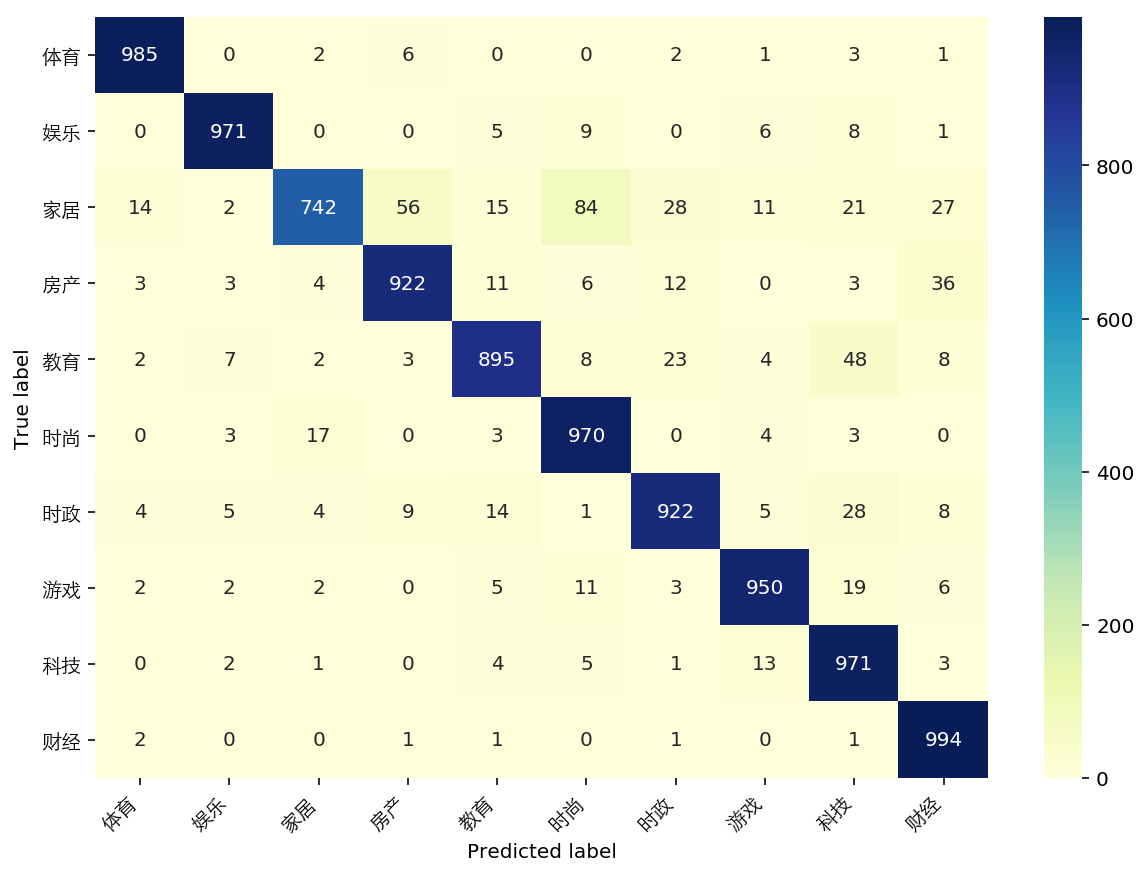 体育 985 0 2 6 0 0 2 1 3 1
娱乐 0 971 0 0 5 9 0 6 8 1
家居 14 2 742 56 15 84 28 11 21 27
房产 3 3 4 922 11 6 12 0 3 36
教育 2 7 2 3 895 8 23 4 48 8
时尚 0 3 17 0 3 970 0 4 3 0
时政 4 5 4 9 14 1 922 5 28 8
游戏 2 2 2 0 5 11 3 950 19 6
科技 0 2 1 0 4 5 1 13 971 3
财经 2 0 0 1 1 0 1 0 1 994
体育 娱乐 家居 房产 教育 时尚 时政 游戏 科技 财经
Predicted label
True label
800
600
400
200
0